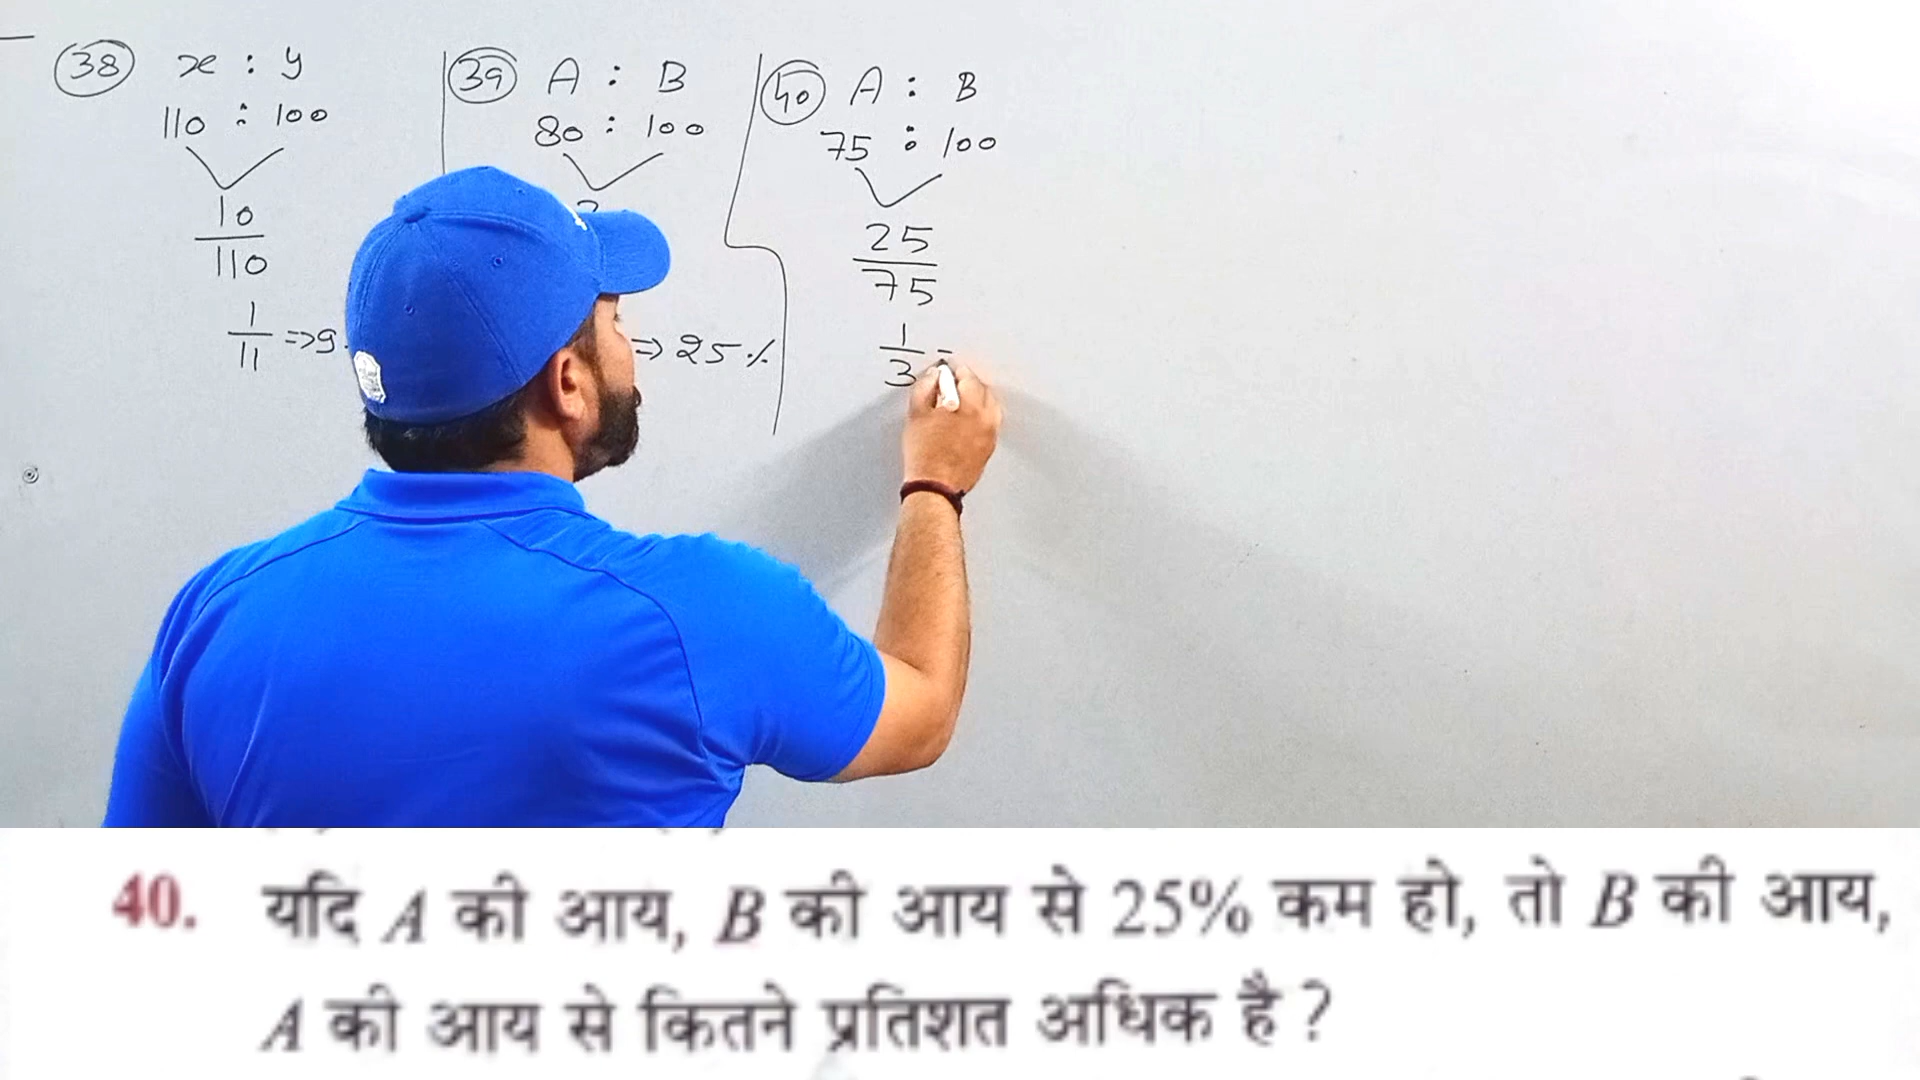 38 x : y
110 : 100
10
110
1
11 => 9.
39 A : B
80 : 100
=> 25 %
40 A : B
75 : 100
25
75
1
3 =
40. यदि A की आय, B की आय से 25% कम हो, तो B की आय,
A की आय से कितने प्रतिशत अधिक है ?